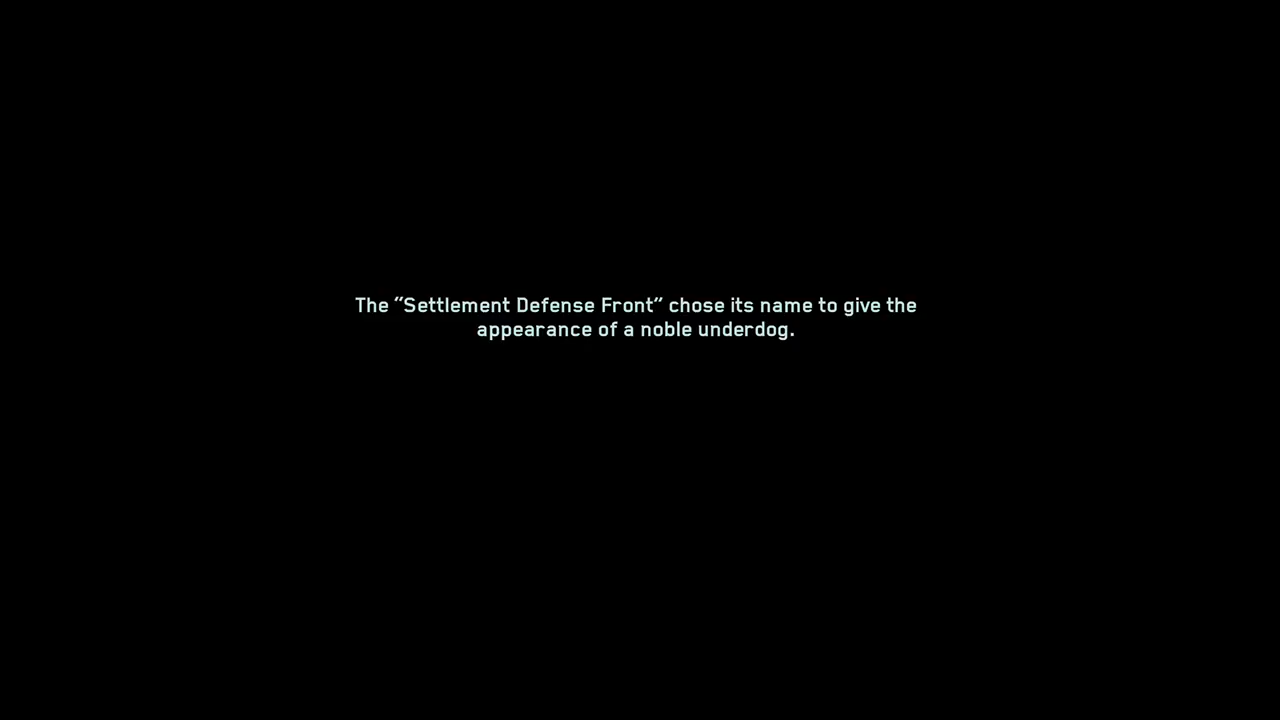 The “Settlement Defense Front” chose its name to give the
appearance of a noble underdog.